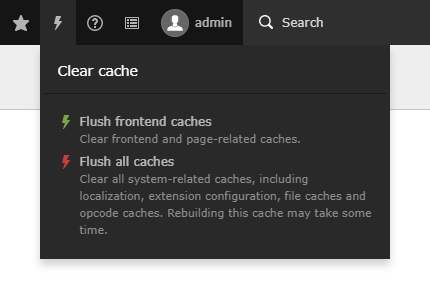 admin
Search
Clear cache
Flush frontend caches
Clear frontend and page-related caches.
Flush all caches
Clear all system-related caches, including
localization, extension configuration, file caches and
opcode caches. Rebuilding this cache may take some
time.